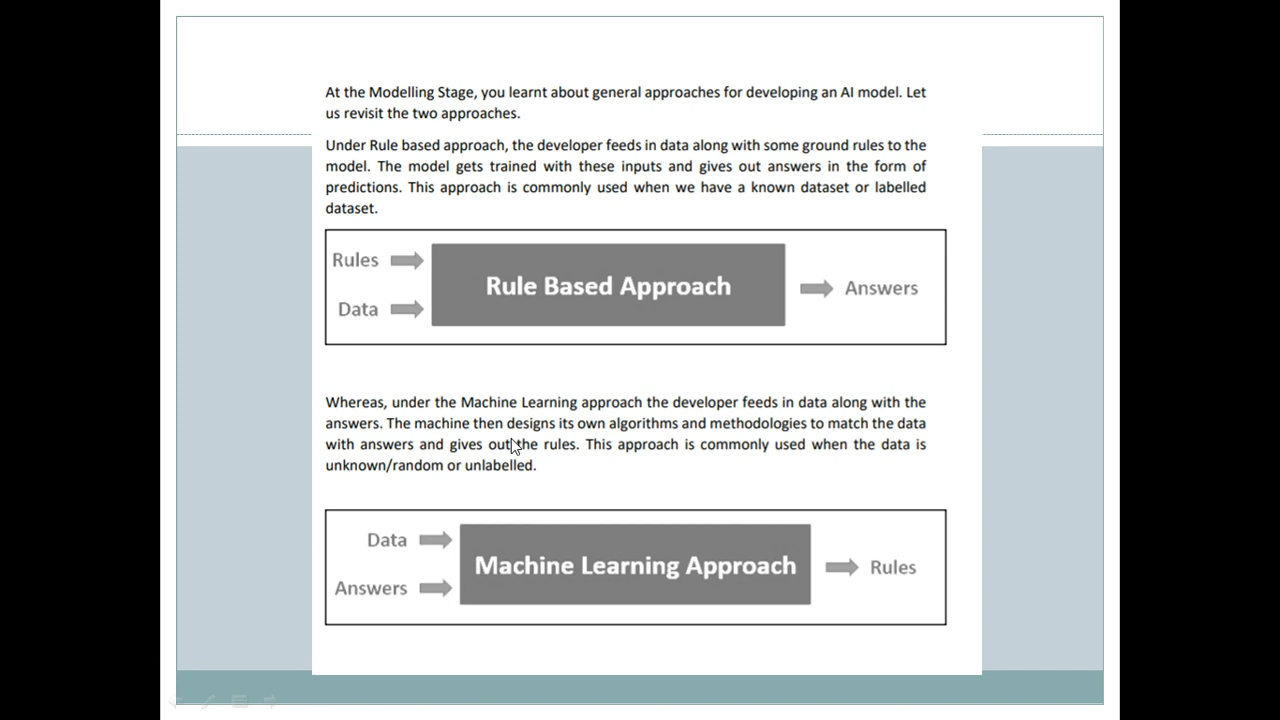 At the Modelling Stage, you learnt about general approaches for developing an AI model. Let
us revisit the two approaches.
Under Rule based approach, the developer feeds in data along with some ground rules to the
model. The model gets trained with these inputs and gives out answers in the form of
predictions. This approach is commonly used when we have a known dataset or labelled
dataset.
Rules
Data
Rule Based Approach
Answers
Whereas, under the Machine Learning approach the developer feeds in data along with the
answers. The machine then designs its own algorithms and methodologies to match the data
with answers and gives out the rules. This approach is commonly used when the data is
unknown/random or unlabelled.
Data
Answers
Machine Learning Approach
Rules